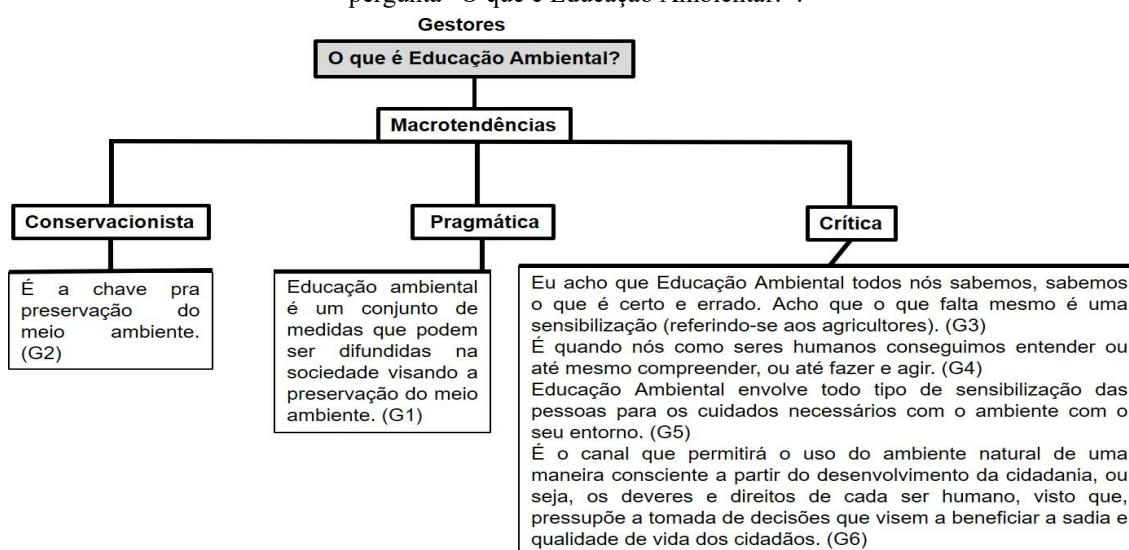 pergunta "O que é Educação Ambiental?".
Gestores
O que é Educação Ambiental?
Macrotendências
Conservacionista
Pragmática
Crítica
É a chave pra
preservação do
meio ambiente.
(G2)
Educação ambiental
é um conjunto de
medidas que podem
ser difundidas na
sociedade visando a
preservação do meio
ambiente. (G1)
Eu acho que Educação Ambiental todos nós sabemos, sabemos
o que é certo e errado. Acho que o que falta mesmo é uma
sensibilização (referindo-se aos agricultores). (G3)
É quando nós como seres humanos conseguimos entender ou
até mesmo compreender, ou até fazer e agir. (G4)
Educação Ambiental envolve todo tipo de sensibilização das
pessoas para os cuidados necessários com o ambiente com o
seu entorno. (G5)
É o canal que permitirá o uso do ambiente natural de uma
maneira consciente a partir do desenvolvimento da cidadania, ou
seja, os deveres e direitos de cada ser humano, visto que,
pressupõe a tomada de decisões que visem a beneficiar a sadia e
qualidade de vida dos cidadãos. (G6)